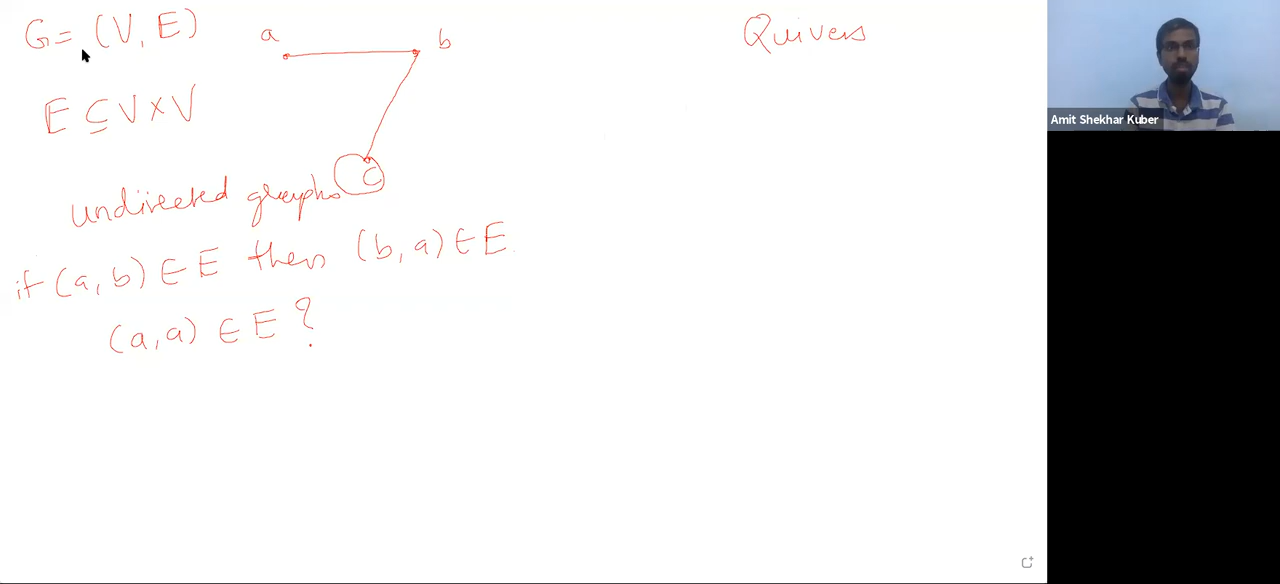 G = (V, E)
a
b
c
E ⊆ V × V
undirected graphs
if (a, b) ∈ E then (b, a) ∈ E.
(a, a) ∈ E ?
Quivers
Amit Shekhar Kuber